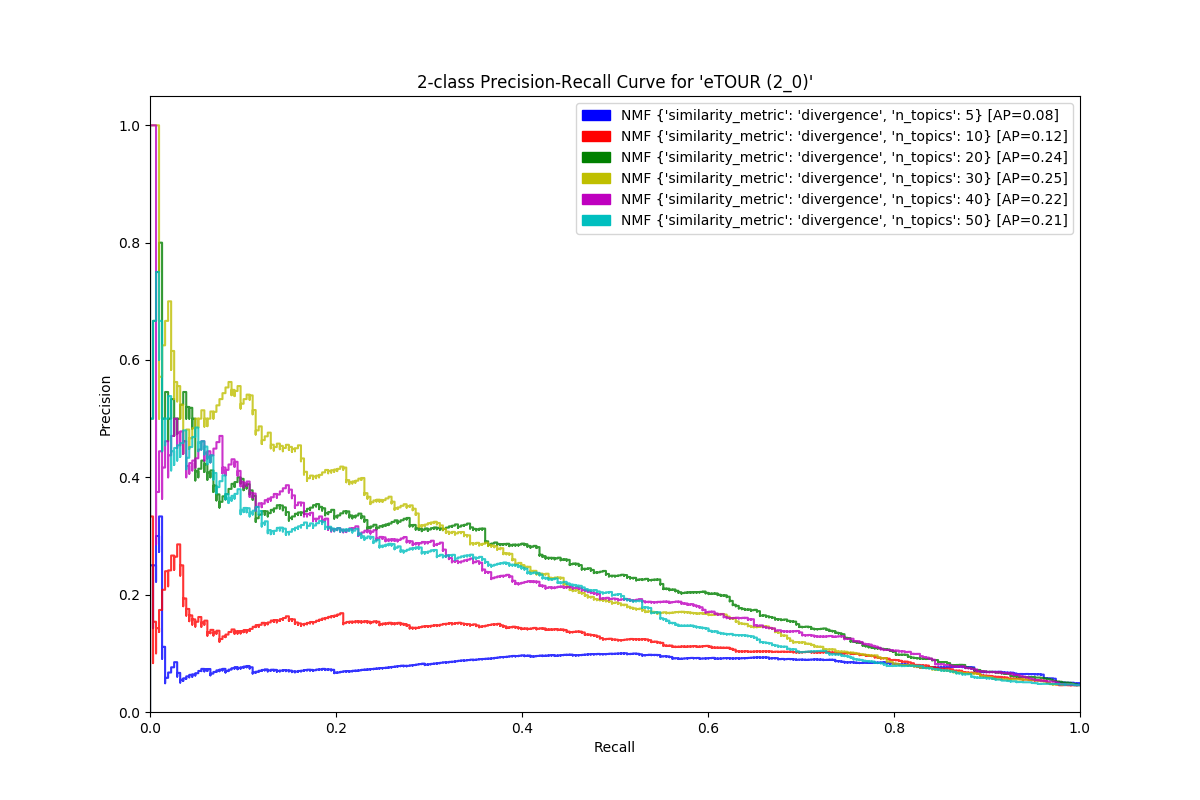 2-class Precision-Recall Curve for 'eTOUR (2_0)'
NMF {'similarity_metric': 'divergence', 'n_topics': 5} [AP=0.08]
NMF {'similarity_metric': 'divergence', 'n_topics': 10} [AP=0.12]
NMF {'similarity_metric': 'divergence', 'n_topics': 20} [AP=0.24]
NMF {'similarity_metric': 'divergence', 'n_topics': 30} [AP=0.25]
NMF {'similarity_metric': 'divergence', 'n_topics': 40} [AP=0.22]
NMF {'similarity_metric': 'divergence', 'n_topics': 50} [AP=0.21]
1.0
0.8
0.6
0.4
0.2
0.0
Precision
0.0 0.2 0.4 0.6 0.8 1.0
Recall